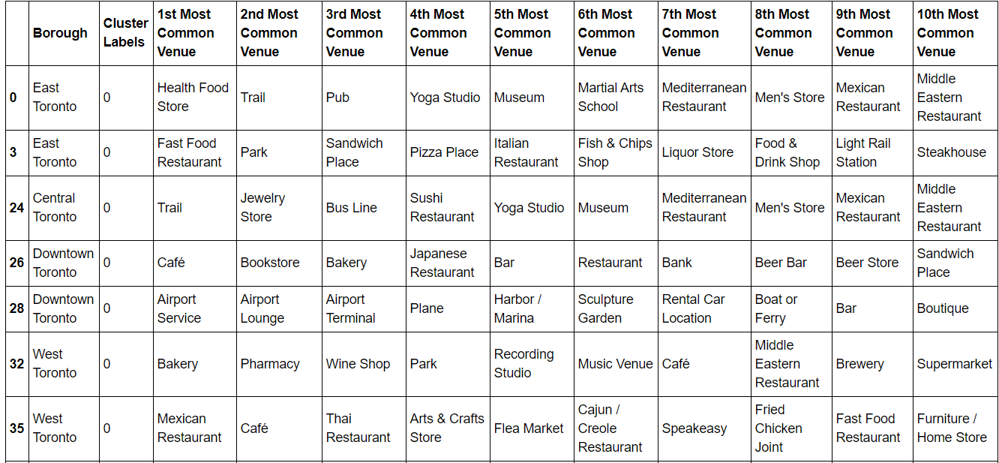 Borough Cluster Labels 1st Most Common Venue 2nd Most Common Venue 3rd Most Common Venue 4th Most Common Venue 5th Most Common Venue 6th Most Common Venue 7th Most Common Venue 8th Most Common Venue 9th Most Common Venue 10th Most Common Venue
0 East Toronto 0 Health Food Store Trail Pub Yoga Studio Museum Martial Arts School Mediterranean Restaurant Men's Store Mexican Restaurant Middle Eastern Restaurant
3 East Toronto 0 Fast Food Restaurant Park Sandwich Place Pizza Place Italian Restaurant Fish & Chips Shop Liquor Store Food & Drink Shop Light Rail Station Steakhouse
24 Central Toronto 0 Trail Jewelry Store Bus Line Sushi Restaurant Yoga Studio Museum Mediterranean Restaurant Men's Store Mexican Restaurant Middle Eastern Restaurant
26 Downtown Toronto 0 Café Bookstore Bakery Japanese Restaurant Bar Restaurant Bank Beer Bar Beer Store Sandwich Place
28 Downtown Toronto 0 Airport Service Airport Lounge Airport Terminal Plane Harbor / Marina Sculpture Garden Rental Car Location Boat or Ferry Bar Boutique
32 West Toronto 0 Bakery Pharmacy Wine Shop Park Recording Studio Music Venue Café Middle Eastern Restaurant Brewery Supermarket
35 West Toronto 0 Mexican Restaurant Café Thai Restaurant Arts & Crafts Store Flea Market Cajun / Creole Restaurant Speakeasy Fried Chicken Joint Fast Food Restaurant Furniture / Home Store